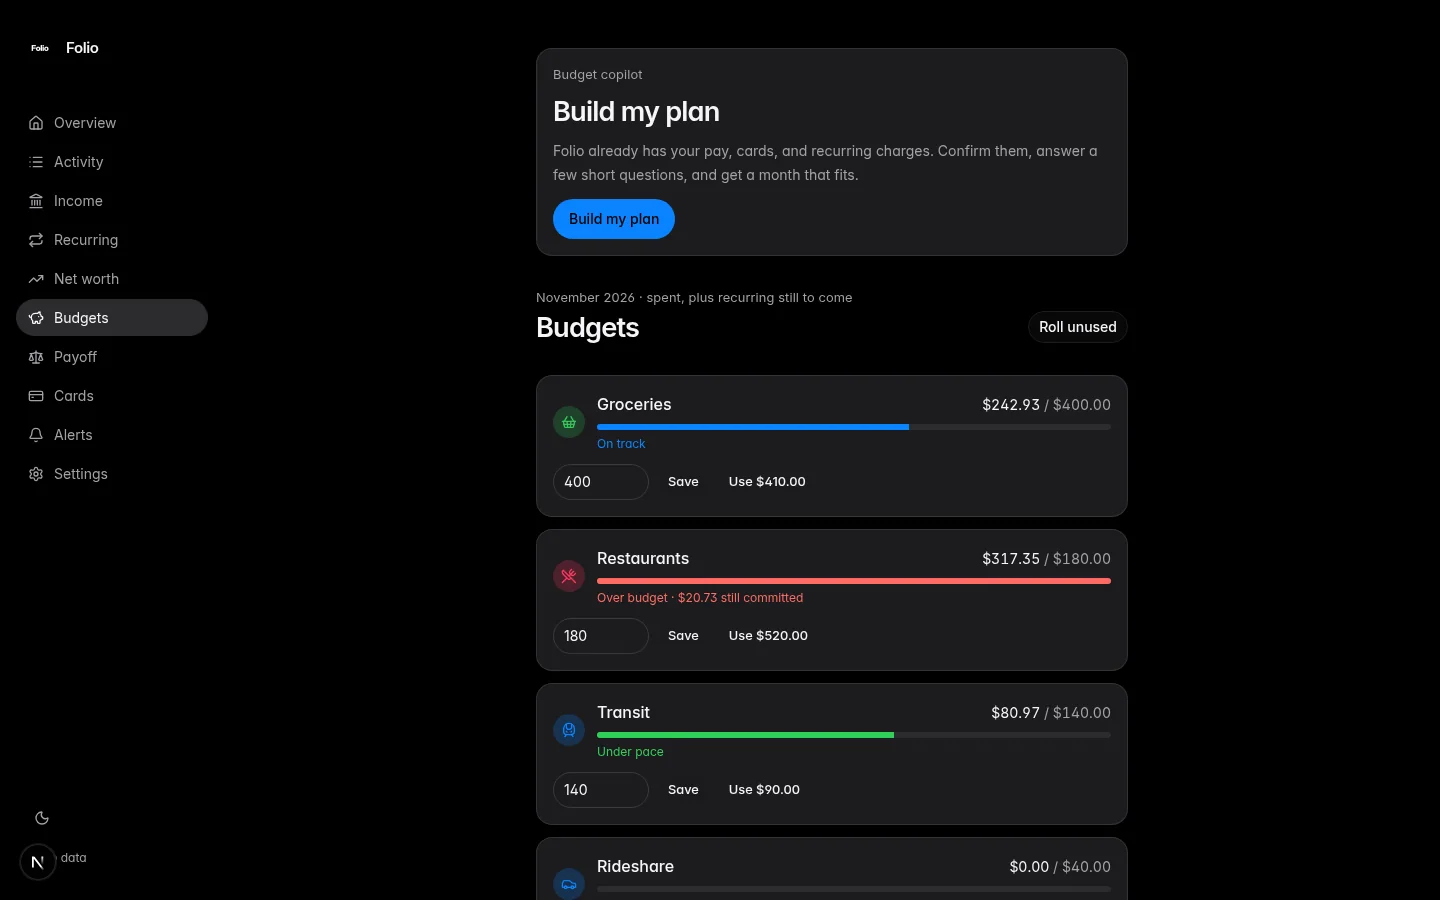 Folio
Folio
Overview
Activity
Income
Recurring
Net worth
Budgets
Payoff
Cards
Alerts
Settings
N
data
Budget copilot
Build my plan
Folio already has your pay, cards, and recurring charges. Confirm them, answer a
few short questions, and get a month that fits.
Build my plan
November 2026 · spent, plus recurring still to come
Budgets
Roll unused
Groceries
$242.93 / $400.00
On track
400
Save
Use $410.00
Restaurants
$317.35 / $180.00
Over budget · $20.73 still committed
180
Save
Use $520.00
Transit
$80.97 / $140.00
Under pace
140
Save
Use $90.00
Rideshare
$0.00 / $40.00